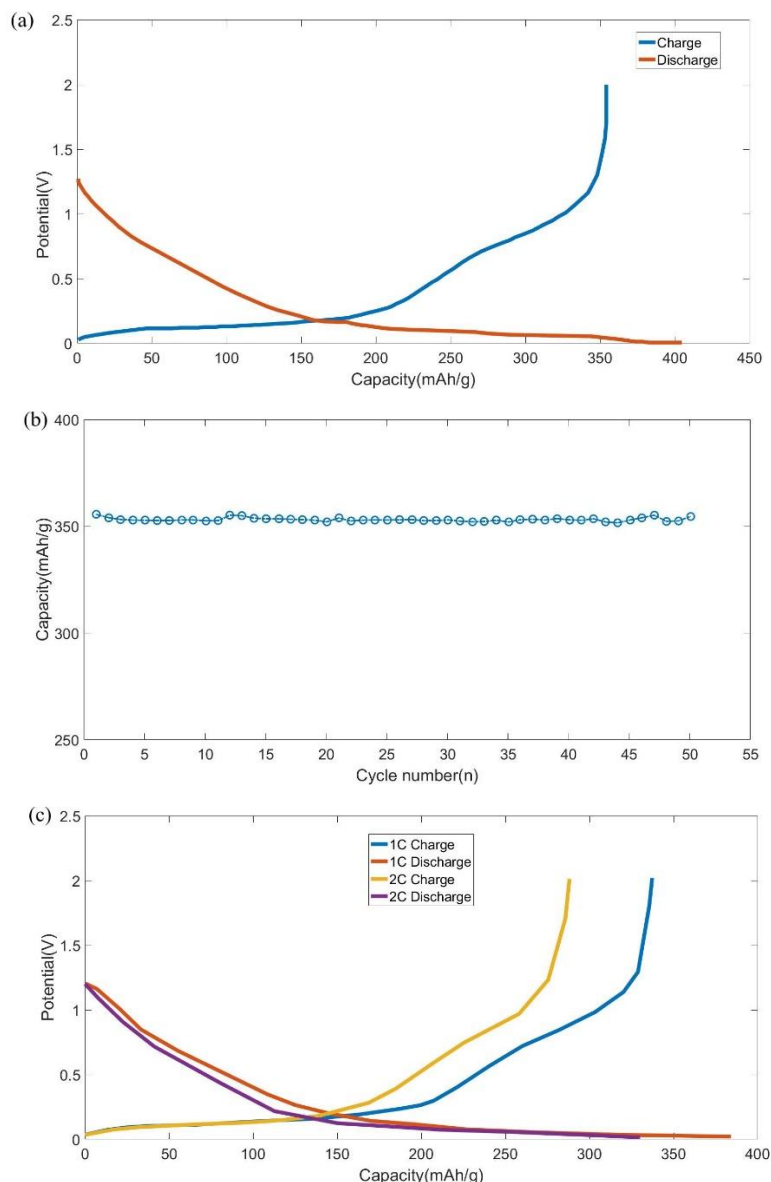 (a)
2.5
2
1.5
1
0.5
0
Potential(V)
Charge
Discharge
0 50 100 150 200 250 300 350 400 450
Capacity(mAh/g)
(b)
400
350
300
250
Capacity(mAh/g)
0 5 10 15 20 25 30 35 40 45 50 55
Cycle number(n)
(c)
2.5
2
1.5
1
0.5
0
Potential(V)
1C Charge
1C Discharge
2C Charge
2C Discharge
0 50 100 150 200 250 300 350 400
Capacity(mAh/g)